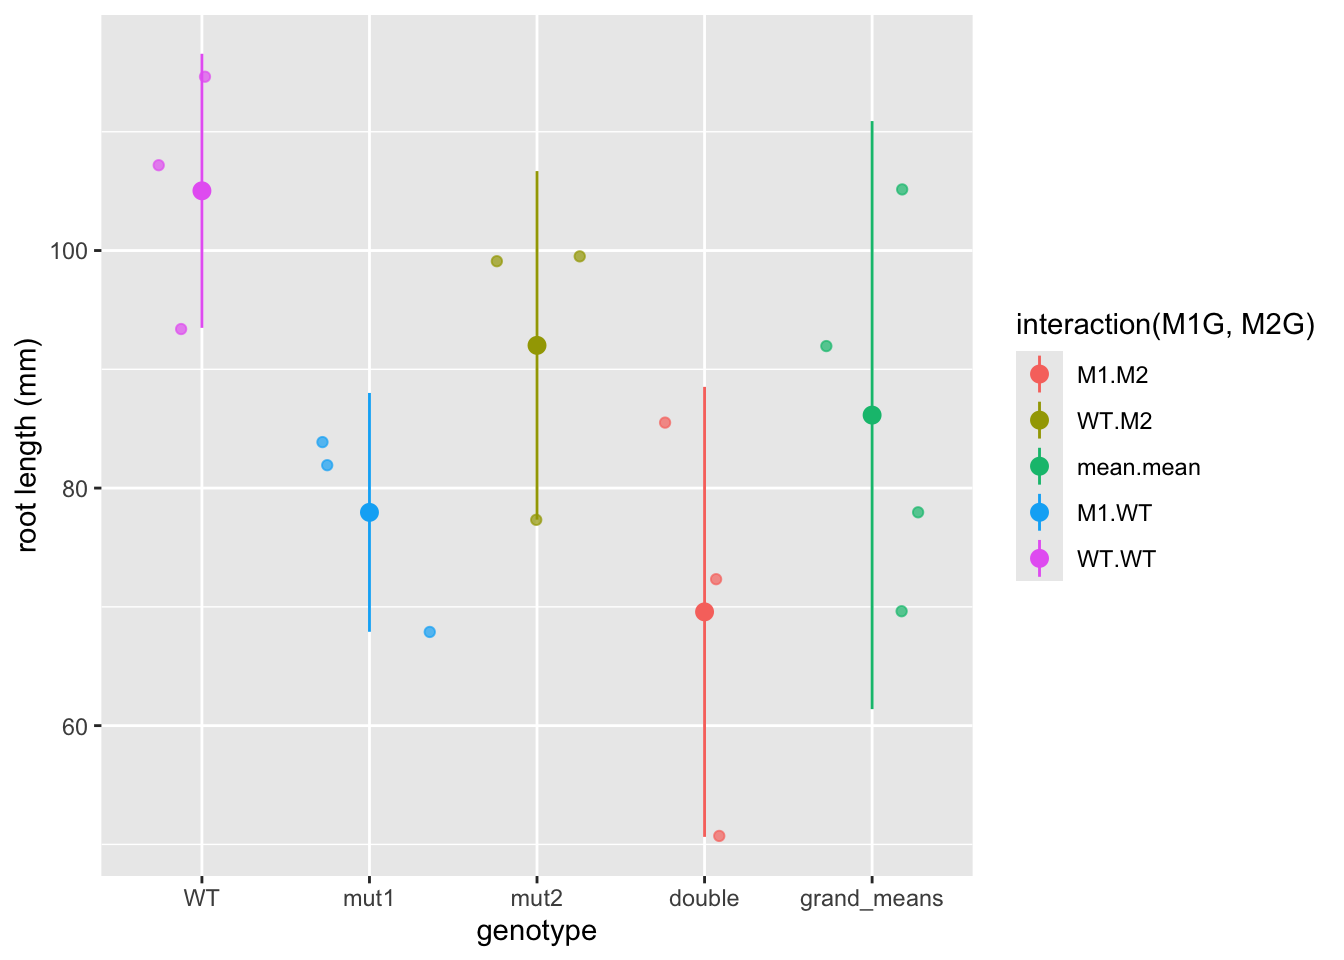 root length (mm)
100
80
60
WT mut1 mut2 double grand_means
genotype
interaction(M1G, M2G)
M1.M2
WT.M2
mean.mean
M1.WT
WT.WT